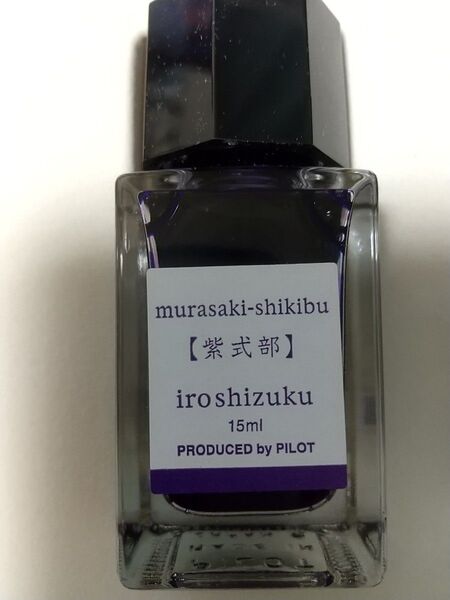 murasaki-shikibu
【紫式部】
iroshizuku
15ml
PRODUCED by PILOT